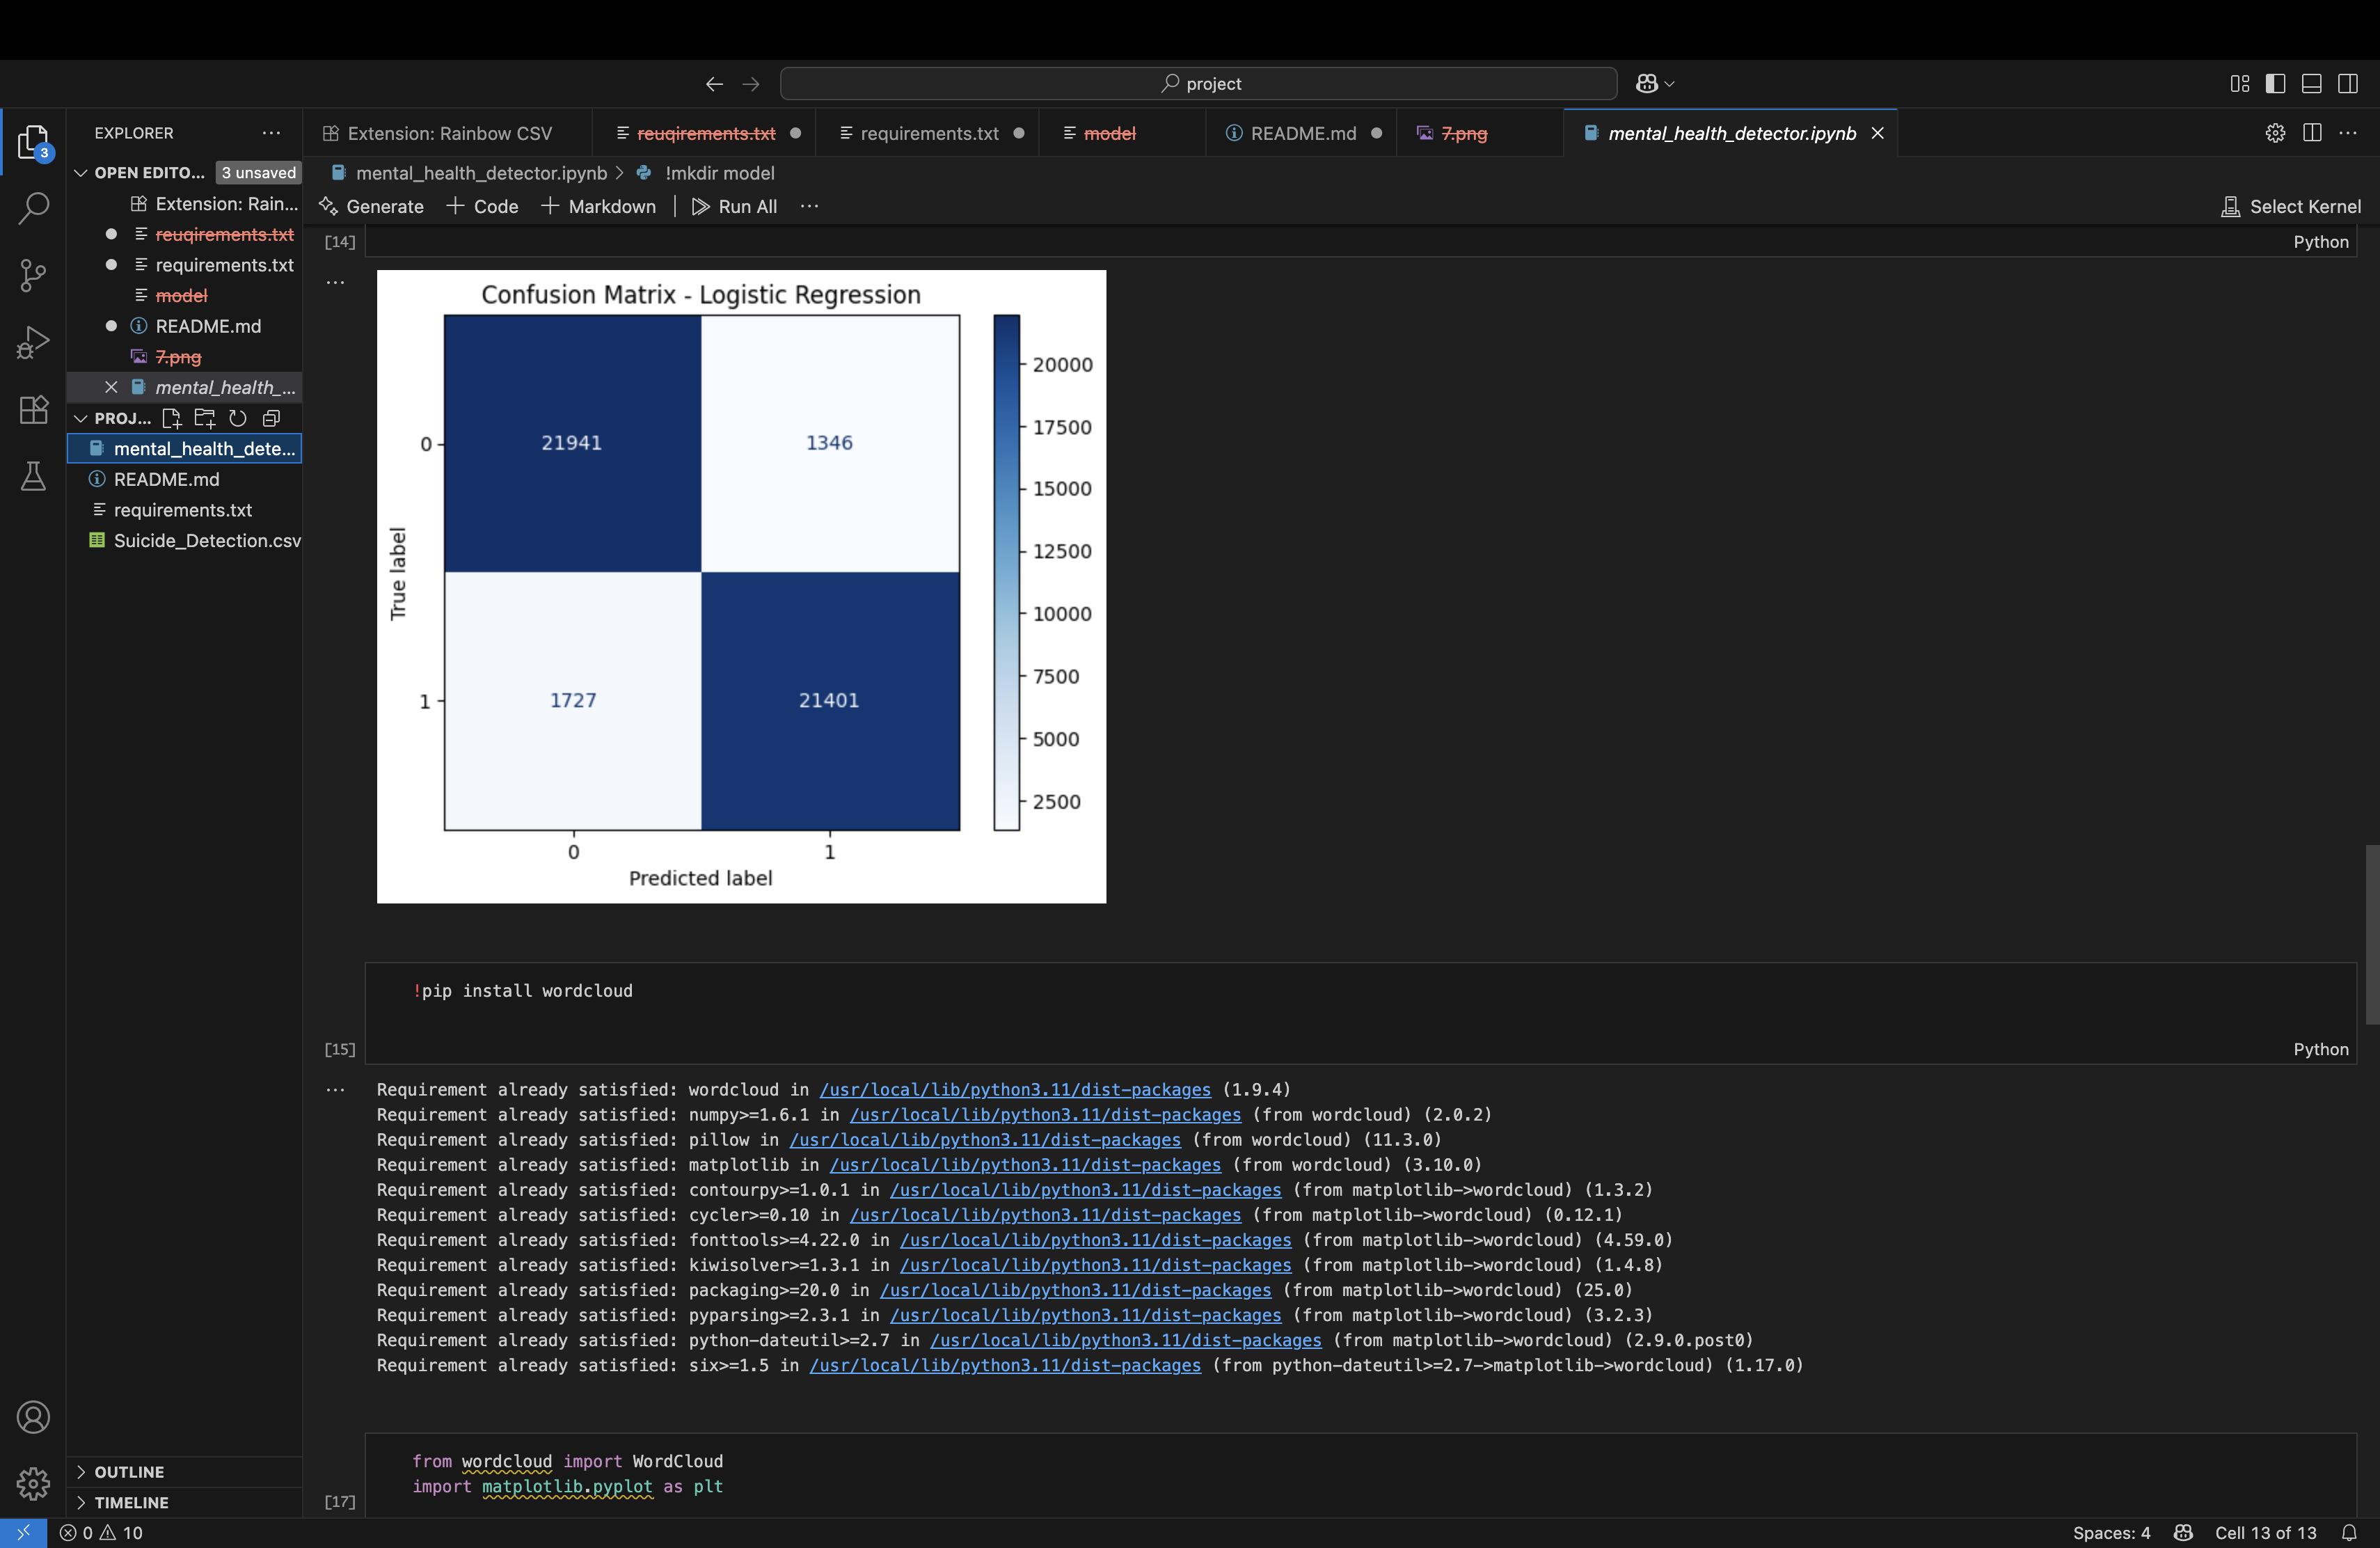 project
EXPLORER
Extension: Rainbow CSV
reuqirements.txt
requirements.txt
model
README.md
7.png
mental_health_detector.ipynb
OPEN EDITO...
3 unsaved
Extension: Rain...
reuqirements.txt
requirements.txt
model
README.md
7.png
mental_health_...
PROJ...
mental_health_dete...
README.md
requirements.txt
Suicide_Detection.csv
OUTLINE
TIMELINE
3
mental_health_detector.ipynb > !mkdir model
Generate + Code + Markdown | Run All ...
Select Kernel
[14]
Python
Confusion Matrix - Logistic Regression
True label
0
1
21941
1346
1727
21401
0
1
Predicted label
20000
17500
15000
12500
10000
7500
5000
2500
!pip install wordcloud
[15]
Python
Requirement already satisfied: wordcloud in /usr/local/lib/python3.11/dist-packages (1.9.4)
Requirement already satisfied: numpy>=1.6.1 in /usr/local/lib/python3.11/dist-packages (from wordcloud) (2.0.2)
Requirement already satisfied: pillow in /usr/local/lib/python3.11/dist-packages (from wordcloud) (11.3.0)
Requirement already satisfied: matplotlib in /usr/local/lib/python3.11/dist-packages (from wordcloud) (3.10.0)
Requirement already satisfied: contourpy>=1.0.1 in /usr/local/lib/python3.11/dist-packages (from matplotlib->wordcloud) (1.3.2)
Requirement already satisfied: cycler>=0.10 in /usr/local/lib/python3.11/dist-packages (from matplotlib->wordcloud) (0.12.1)
Requirement already satisfied: fonttools>=4.22.0 in /usr/local/lib/python3.11/dist-packages (from matplotlib->wordcloud) (4.59.0)
Requirement already satisfied: kiwisolver>=1.3.1 in /usr/local/lib/python3.11/dist-packages (from matplotlib->wordcloud) (1.4.8)
Requirement already satisfied: packaging>=20.0 in /usr/local/lib/python3.11/dist-packages (from matplotlib->wordcloud) (25.0)
Requirement already satisfied: pyparsing>=2.3.1 in /usr/local/lib/python3.11/dist-packages (from matplotlib->wordcloud) (3.2.3)
Requirement already satisfied: python-dateutil>=2.7 in /usr/local/lib/python3.11/dist-packages (from matplotlib->wordcloud) (2.9.0.post0)
Requirement already satisfied: six>=1.5 in /usr/local/lib/python3.11/dist-packages (from python-dateutil>=2.7->matplotlib->wordcloud) (1.17.0)
from wordcloud import WordCloud
import matplotlib.pyplot as plt
[17]
0 10
Spaces: 4
Cell 13 of 13